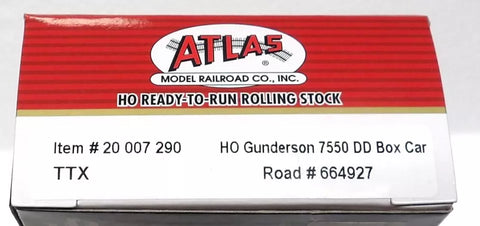 ATLAS
®
MODEL RAILROAD CO., INC.
HO READY-TO-RUN ROLLING STOCK
Item # 20 007 290 HO Gunderson 7550 DD Box Car
TTX Road # 664927